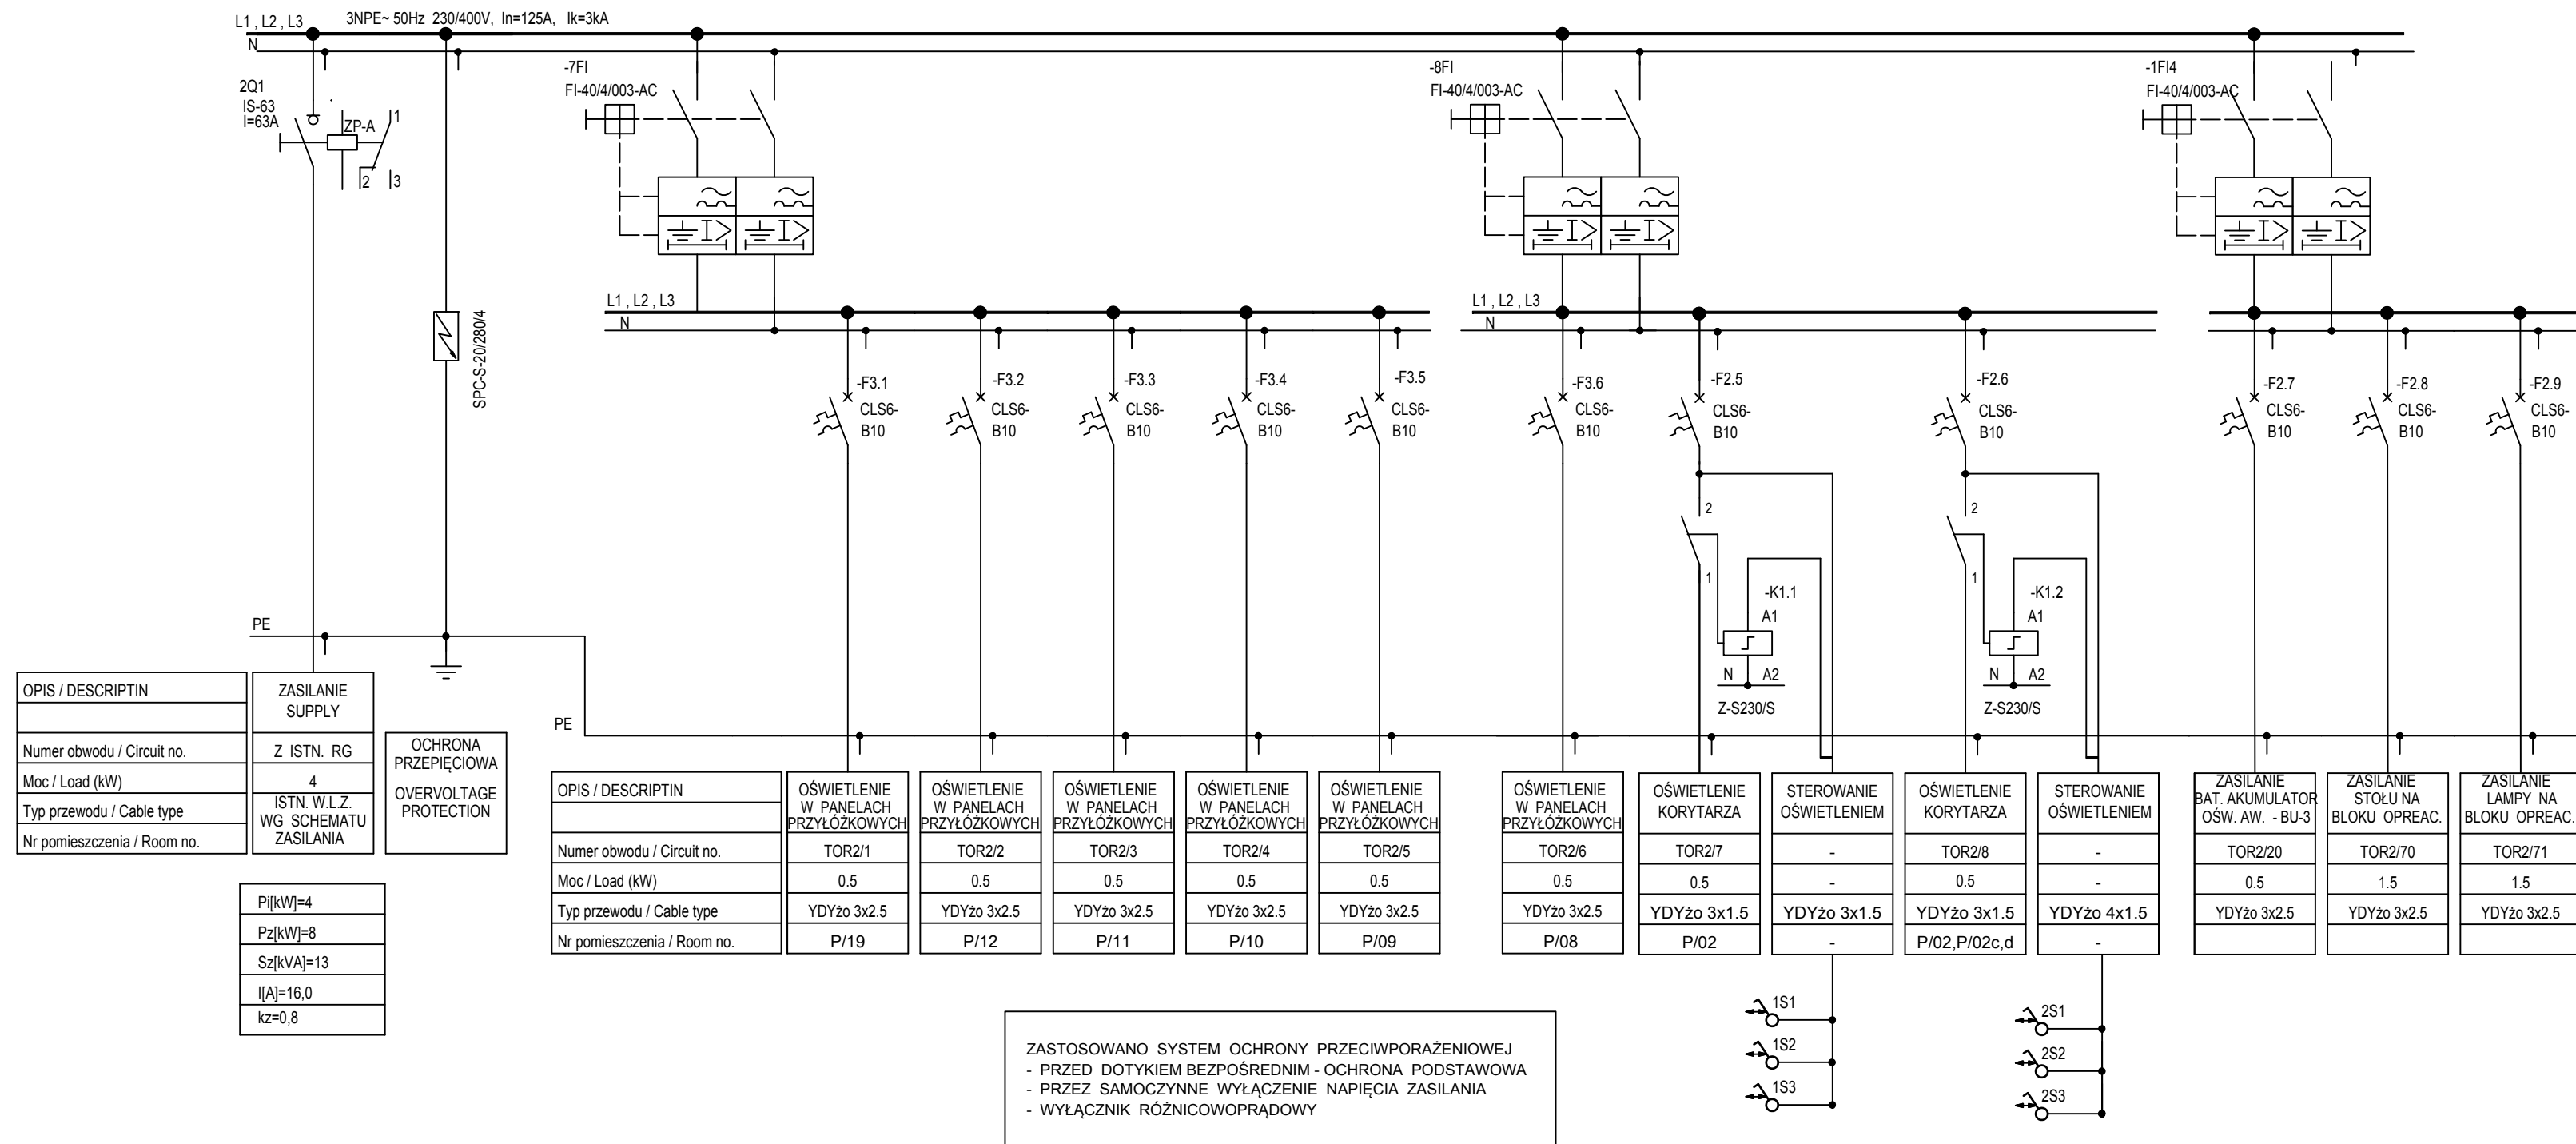 L1 , L2 , L3
3NPE~ 50Hz 230/400V, In=125A, Ik=3kA
N
2Q1
IS-63
I=63A
ZP-A
1
2
3
SPC-S-20/280/4
-7FI
FI-40/4/003-AC
-8FI
FI-40/4/003-AC
-1FI4
FI-40/4/003-AC
L1 , L2 , L3
N
L1 , L2 , L3
N
-F3.1
CLS6-
B10
-F3.2
CLS6-
B10
-F3.3
CLS6-
B10
-F3.4
CLS6-
B10
-F3.5
CLS6-
B10
-F3.6
CLS6-
B10
-F2.5
CLS6-
B10
-F2.6
CLS6-
B10
-F2.7
CLS6-
B10
-F2.8
CLS6-
B10
-F2.9
CLS6-
B10
2
1
-K1.1
A1
N A2
Z-S230/S
2
1
-K1.2
A1
N A2
Z-S230/S
PE
PE
OPIS / DESCRIPTIN
Numer obwodu / Circuit no.
Moc / Load (kW)
Typ przewodu / Cable type
Nr pomieszczenia / Room no.
ZASILANIE
SUPPLY
Z ISTN. RG
4
ISTN. W.L.Z.
WG SCHEMATU
ZASILANIA
OCHRONA
PRZEPIĘCIOWA
OVERVOLTAGE
PROTECTION
Pi[kW]=4
Pz[kW]=8
Sz[kVA]=13
I[A]=16,0
kz=0,8
OPIS / DESCRIPTIN
Numer obwodu / Circuit no.
Moc / Load (kW)
Typ przewodu / Cable type
Nr pomieszczenia / Room no.
OŚWIETLENIE
W PANELACH
PRZYŁÓŻKOWYCH
TOR2/1
0.5
YDYżo 3x2.5
P/19
OŚWIETLENIE
W PANELACH
PRZYŁÓŻKOWYCH
TOR2/2
0.5
YDYżo 3x2.5
P/12
OŚWIETLENIE
W PANELACH
PRZYŁÓŻKOWYCH
TOR2/3
0.5
YDYżo 3x2.5
P/11
OŚWIETLENIE
W PANELACH
PRZYŁÓŻKOWYCH
TOR2/4
0.5
YDYżo 3x2.5
P/10
OŚWIETLENIE
W PANELACH
PRZYŁÓŻKOWYCH
TOR2/5
0.5
YDYżo 3x2.5
P/09
OŚWIETLENIE
W PANELACH
PRZYŁÓŻKOWYCH
TOR2/6
0.5
YDYżo 3x2.5
P/08
OŚWIETLENIE
KORYTARZA
TOR2/7
0.5
YDYżo 3x1.5
P/02
STEROWANIE
OŚWIETLENIEM
-
-
YDYżo 3x1.5
-
OŚWIETLENIE
KORYTARZA
TOR2/8
0.5
YDYżo 3x1.5
P/02,P/02c,d
STEROWANIE
OŚWIETLENIEM
-
-
YDYżo 4x1.5
-
ZASILANIE
BAT. AKUMULATOR
OŚW. AW. - BU-3
TOR2/20
0.5
YDYżo 3x2.5
ZASILANIE
STOŁU NA
BLOKU OPREAC.
TOR2/70
1.5
YDYżo 3x2.5
ZASILANIE
LAMPY NA
BLOKU OPREAC.
TOR2/71
1.5
YDYżo 3x2.5
1S1
1S2
1S3
2S1
2S2
2S3
ZASTOSOWANO SYSTEM OCHRONY PRZECIWPORAŻENIOWEJ
- PRZED DOTYKIEM BEZPOŚREDNIM - OCHRONA PODSTAWOWA
- PRZEZ SAMOCZYNNE WYŁĄCZENIE NAPIĘCIA ZASILANIA
- WYŁĄCZNIK RÓŻNICOWOPRĄDOWY